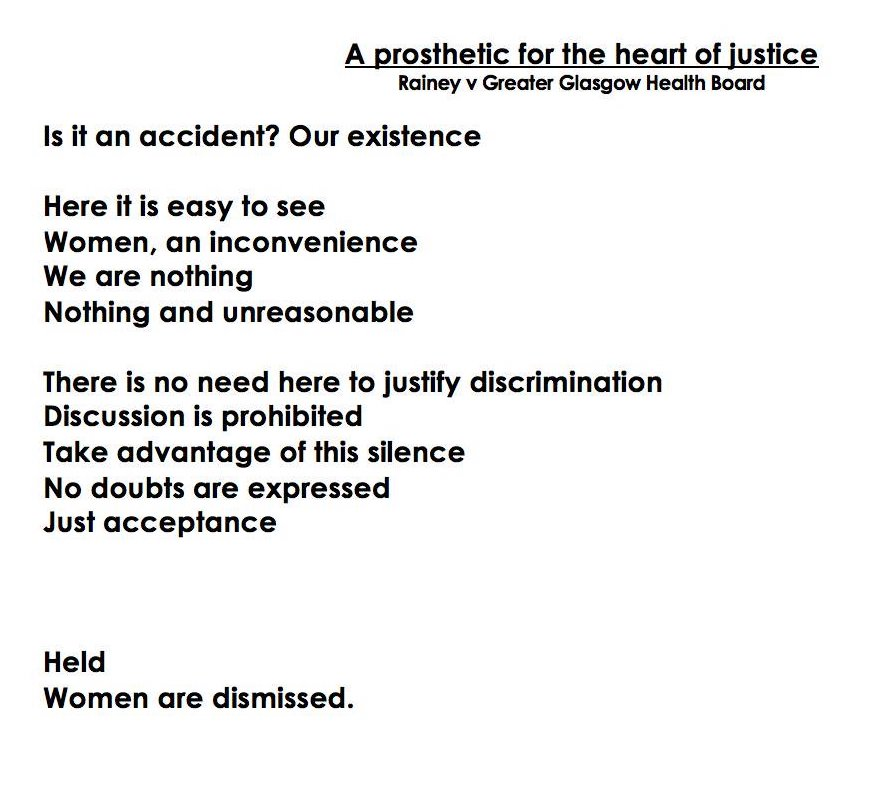 A prosthetic for the heart of justice
Rainey v Greater Glasgow Health Board
Is it an accident? Our existence
Here it is easy to see
Women, an inconvenience
We are nothing
Nothing and unreasonable
There is no need here to justify discrimination
Discussion is prohibited
Take advantage of this silence
No doubts are expressed
Just acceptance
Held
Women are dismissed.